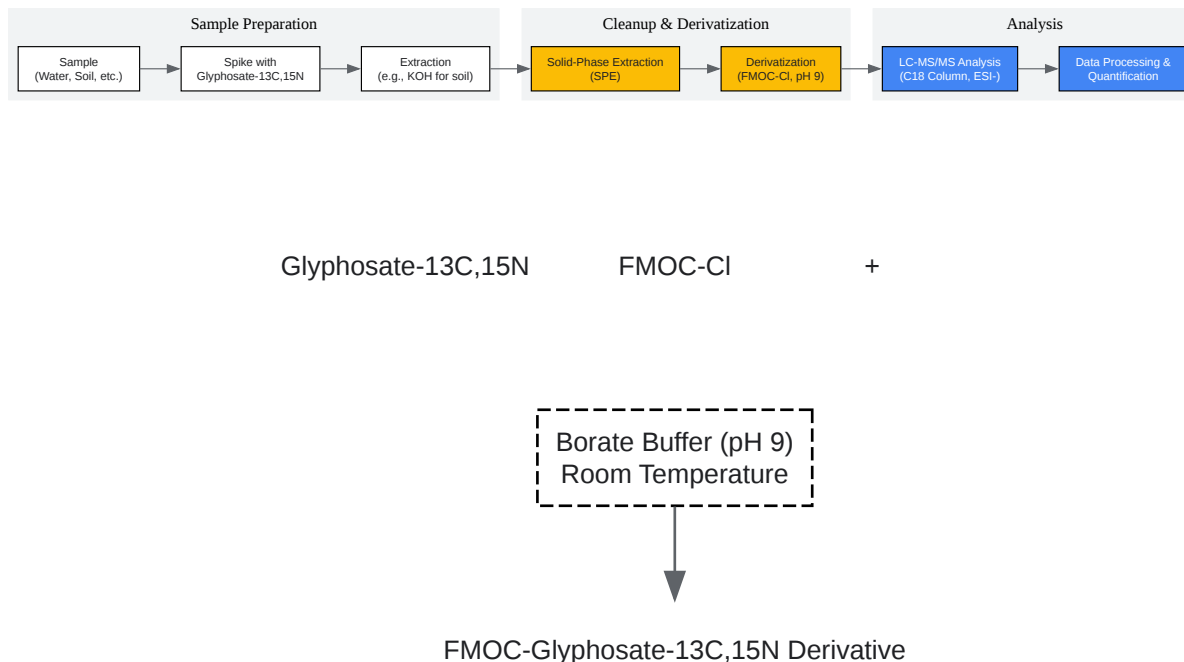 Sample Preparation
Cleanup & Derivatization
Analysis
Sample
(Water, Soil, etc.)
Spike with
Glyphosate-13C,15N
Extraction
(e.g., KOH for soil)
Solid-Phase Extraction
(SPE)
Derivatization
(FMOC-Cl, pH 9)
LC-MS/MS Analysis
(C18 Column, ESI-)
Data Processing &
Quantification
Glyphosate-13C,15N FMOC-Cl +
Borate Buffer (pH 9)
Room Temperature
FMOC-Glyphosate-13C,15N Derivative